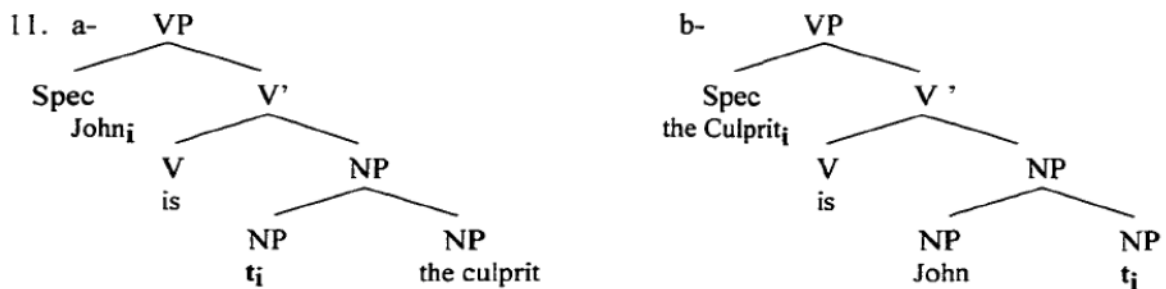 11. a- VP b- VP
Spec V' Spec V '
Johni the Culpriti
V NP V NP
is is
NP NP NP NP
ti the culprit John ti